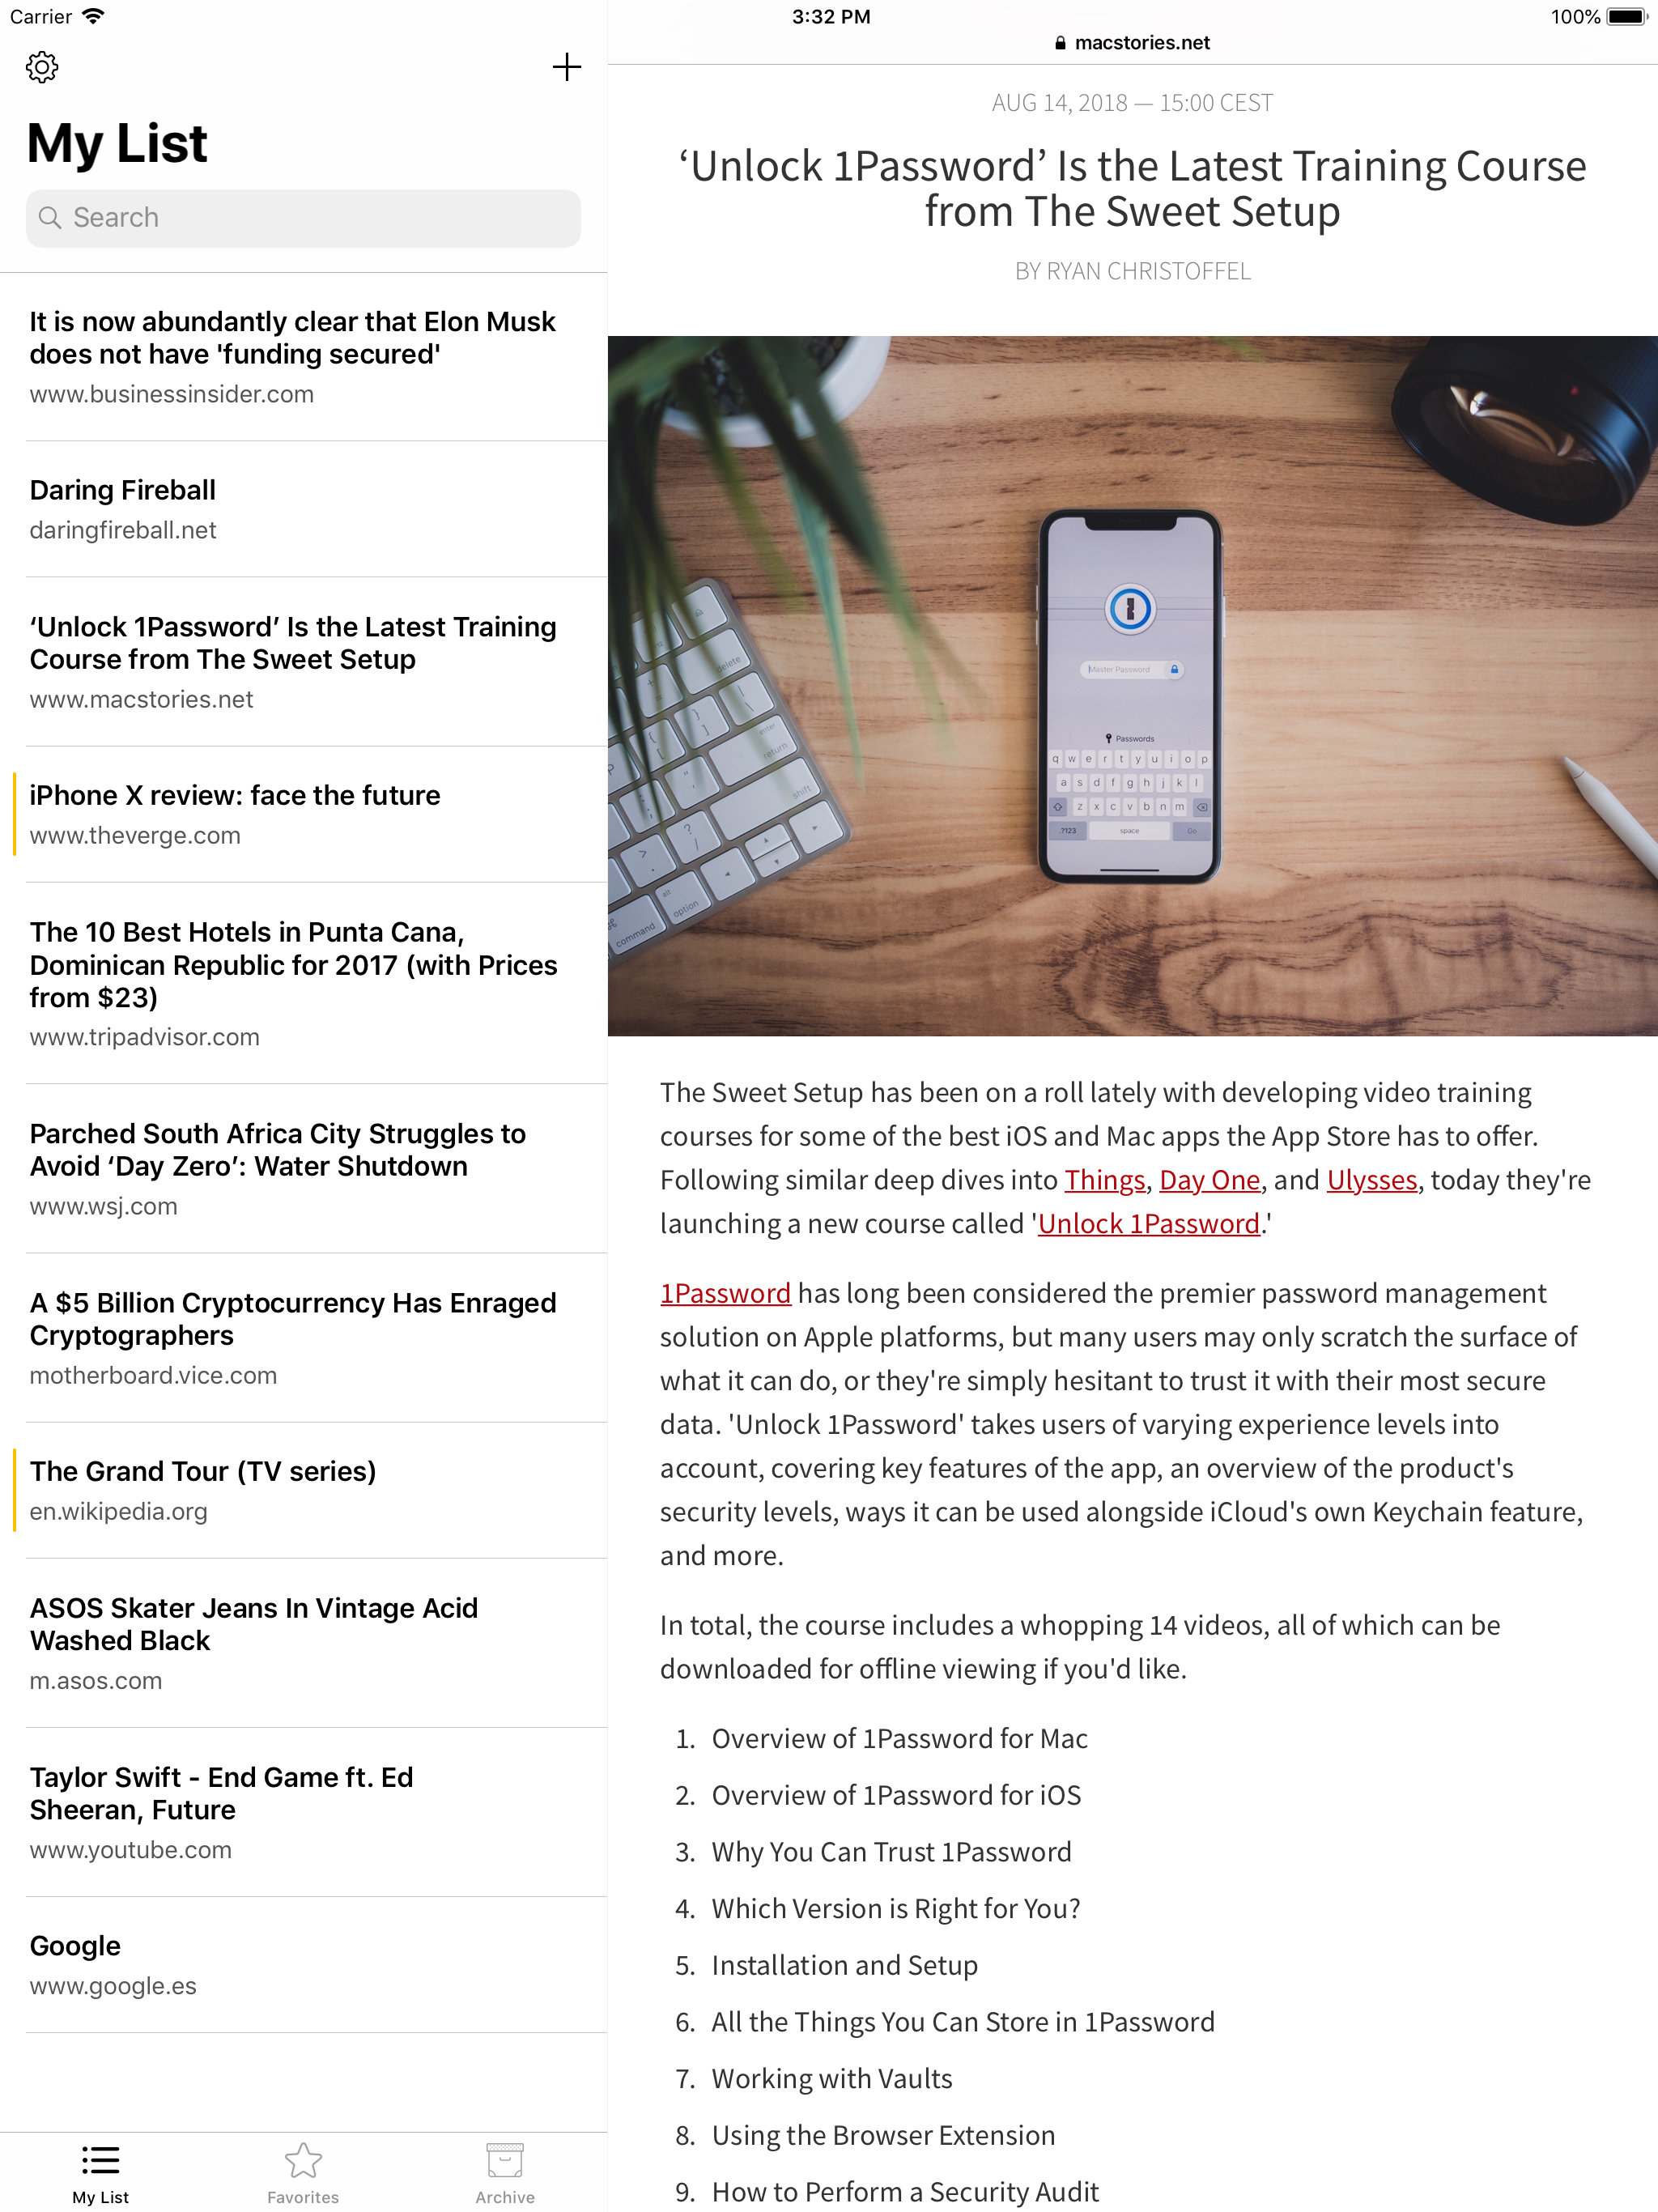 Carrier
3:32 PM
100%
macstories.net
My List
Search
It is now abundantly clear that Elon Musk
does not have 'funding secured'
www.businessinsider.com
Daring Fireball
daringfireball.net
‘Unlock 1Password’ Is the Latest Training
Course from The Sweet Setup
www.macstories.net
iPhone X review: face the future
www.theverge.com
The 10 Best Hotels in Punta Cana,
Dominican Republic for 2017 (with Prices
from $23)
www.tripadvisor.com
Parched South Africa City Struggles to
Avoid ‘Day Zero’: Water Shutdown
www.wsj.com
A $5 Billion Cryptocurrency Has Enraged
Cryptographers
motherboard.vice.com
The Grand Tour (TV series)
en.wikipedia.org
ASOS Skater Jeans In Vintage Acid
Washed Black
m.asos.com
Taylor Swift - End Game ft. Ed
Sheeran, Future
www.youtube.com
Google
www.google.es
My List
Favorites
Archive
AUG 14, 2018 — 15:00 CEST
‘Unlock 1Password’ Is the Latest Training Course
from The Sweet Setup
BY RYAN CHRISTOFFEL
delete
enter
return
shift
alt
option
command
Master Password
Passwords
q w e r t y u i o p
a s d f g h j k l
z x c v b n m
.?123 space Go
The Sweet Setup has been on a roll lately with developing video training
courses for some of the best iOS and Mac apps the App Store has to offer.
Following similar deep dives into Things, Day One, and Ulysses, today they're
launching a new course called 'Unlock 1Password.'
1Password has long been considered the premier password management
solution on Apple platforms, but many users may only scratch the surface of
what it can do, or they're simply hesitant to trust it with their most secure
data. 'Unlock 1Password' takes users of varying experience levels into
account, covering key features of the app, an overview of the product's
security levels, ways it can be used alongside iCloud's own Keychain feature,
and more.
In total, the course includes a whopping 14 videos, all of which can be
downloaded for offline viewing if you'd like.
1. Overview of 1Password for Mac
2. Overview of 1Password for iOS
3. Why You Can Trust 1Password
4. Which Version is Right for You?
5. Installation and Setup
6. All the Things You Can Store in 1Password
7. Working with Vaults
8. Using the Browser Extension
9. How to Perform a Security Audit